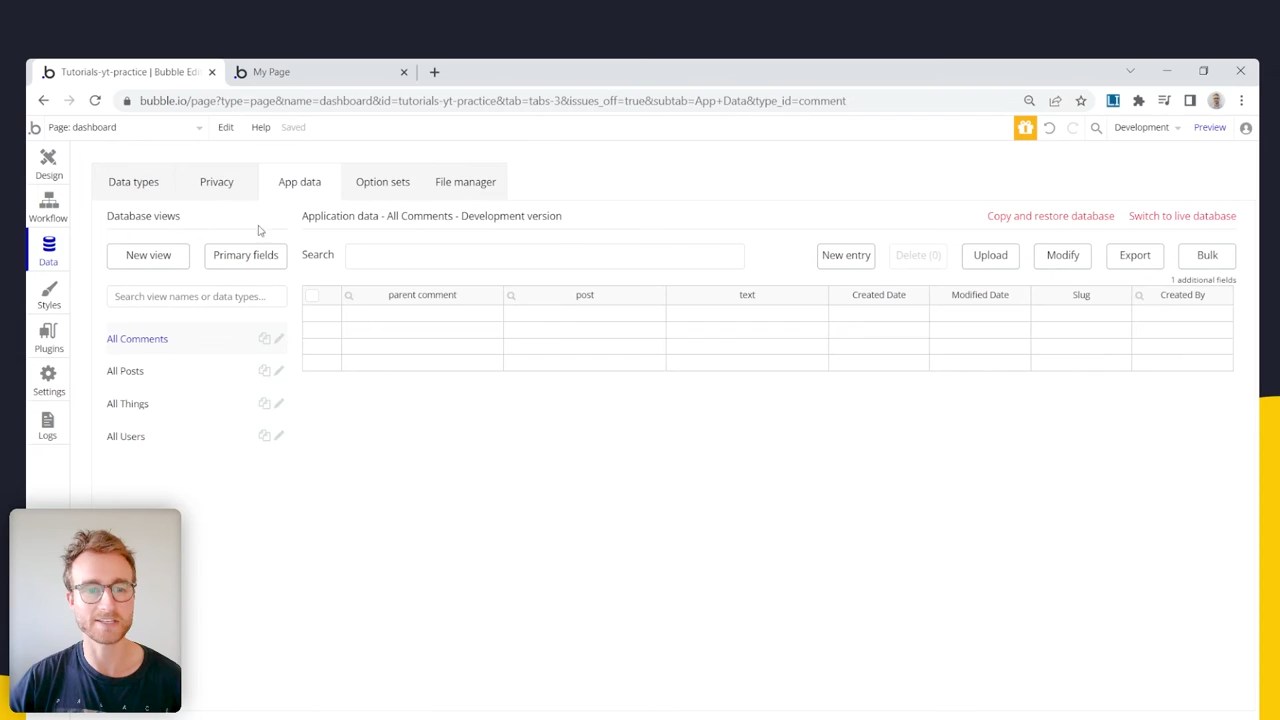 Tutorials-yt-practice | Bubble Edi
My Page
bubble.io/page?type=page&name=dashboard&id=tutorials-yt-practice&tab=tabs-3&issues_off=true&subtab=App+Data&type_id=comment
Page: dashboard
Edit
Help
Saved
Development
Preview
Design
Workflow
Data
Styles
Plugins
Settings
Logs
Data types
Privacy
App data
Option sets
File manager
Database views
Application data - All Comments - Development version
Copy and restore database
Switch to live database
New view
Primary fields
Search
New entry
Delete (0)
Upload
Modify
Export
Bulk
1 additional fields
Search view names or data types...
parent comment
post
text
Created Date
Modified Date
Slug
Created By
All Comments
All Posts
All Things
All Users